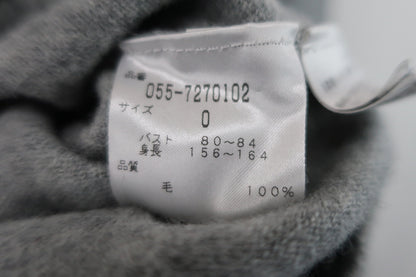 品番
055-7270102
サイズ
0
バスト 80~84
身長 156~164
品質
毛 100%